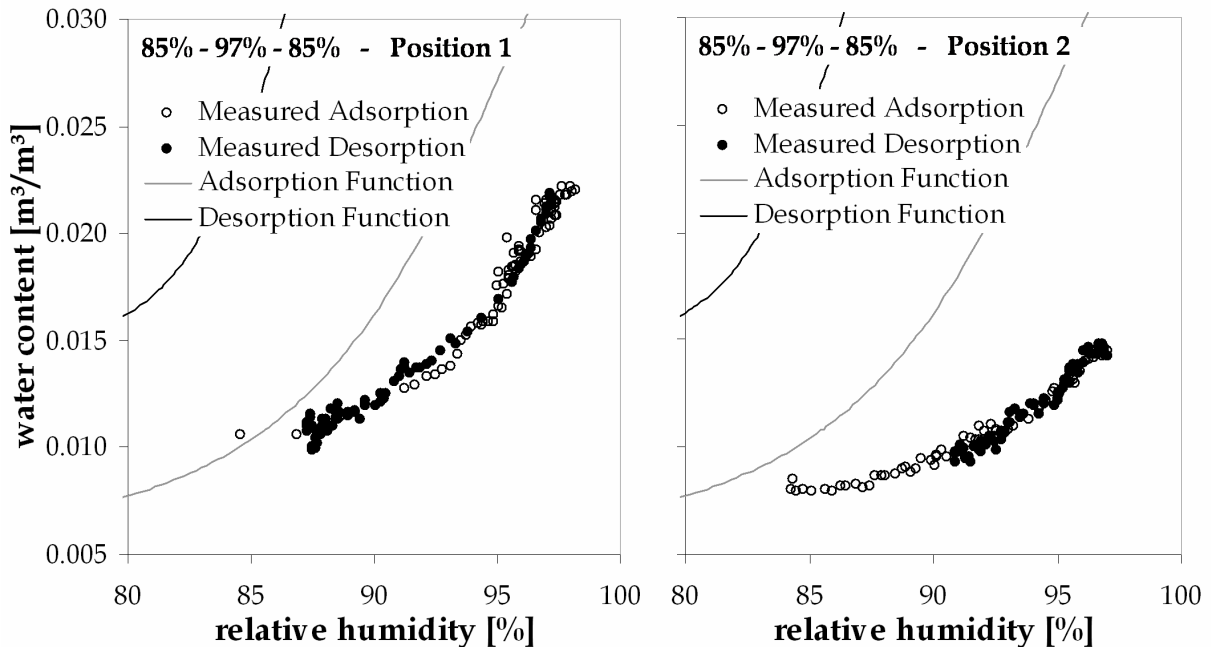 85% - 97% - 85% - Position 1
Measured Adsorption
Measured Desorption
Adsorption Function
Desorption Function
water content [m³/m³]
0.030
0.025
0.020
0.015
0.010
0.005
80
85
90
95
100
relative humidity [%]
85% - 97% - 85% - Position 2
Measured Adsorption
Measured Desorption
Adsorption Function
Desorption Function
80
85
90
95
100
relative humidity [%]